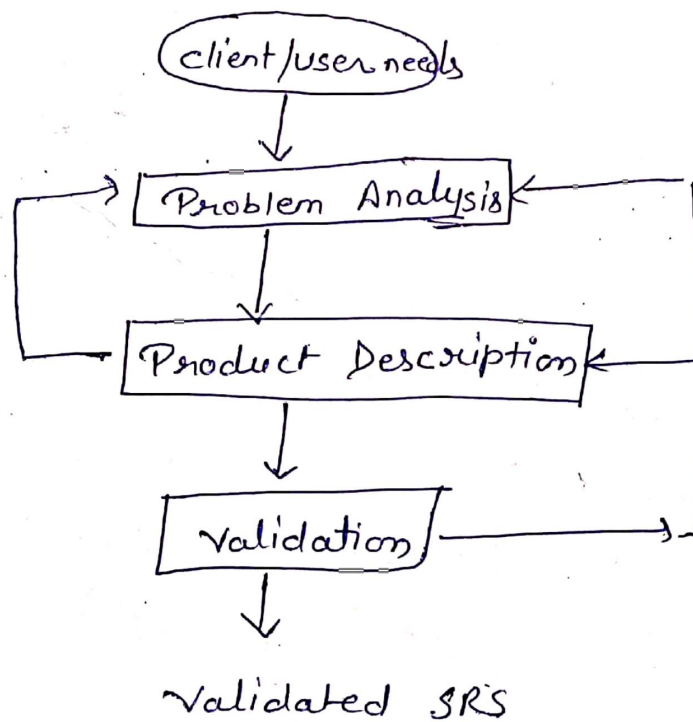 client/user needs
Problem Analysis
Product Description
Validation
Validated SRS